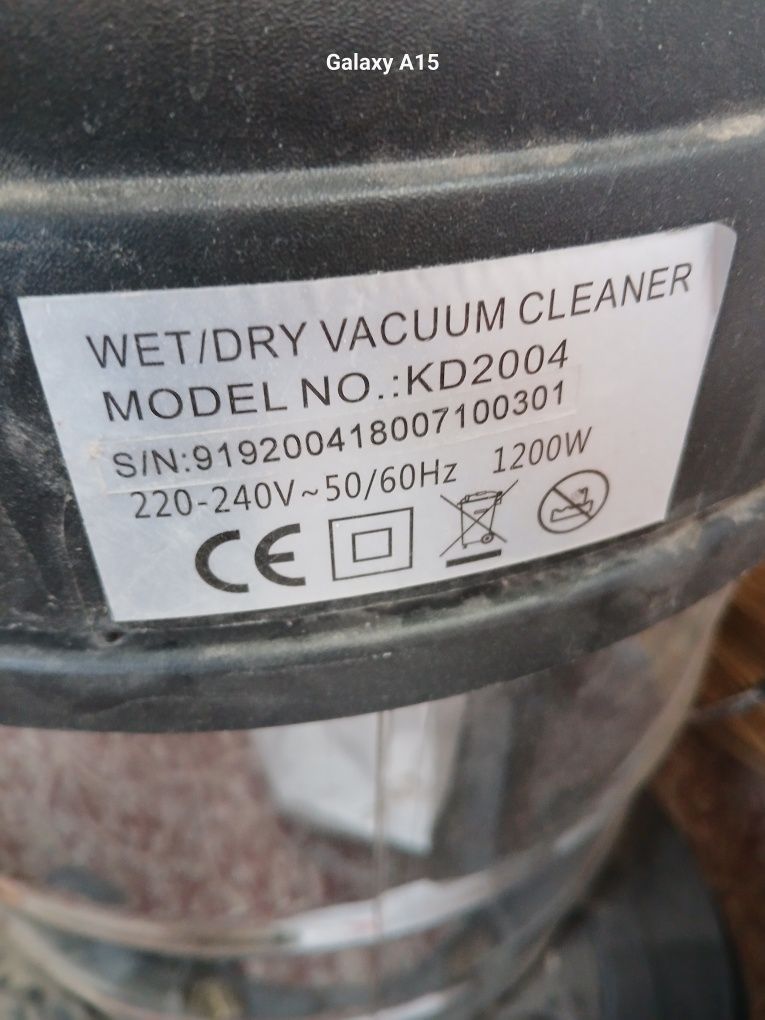 Galaxy A15
WET/DRY VACUUM CLEANER
MODEL NO.:KD2004
S/N:919200418007100301
220-240V~50/60Hz 1200W
CE